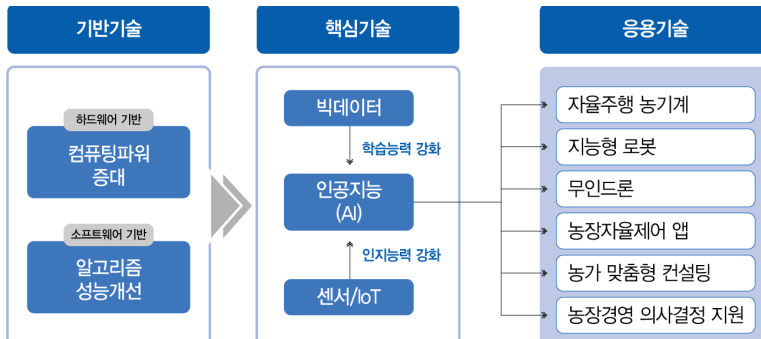 기반기술
하드웨어 기반
컴퓨팅파워
증대
소프트웨어 기반
알고리즘
성능개선
핵심기술
빅데이터
학습능력 강화
인공지능
(AI)
인지능력 강화
센서/IoT
응용기술
자율주행 농기계
지능형 로봇
무인드론
농장자율제어 앱
농가 맞춤형 컨설팅
농장경영 의사결정 지원